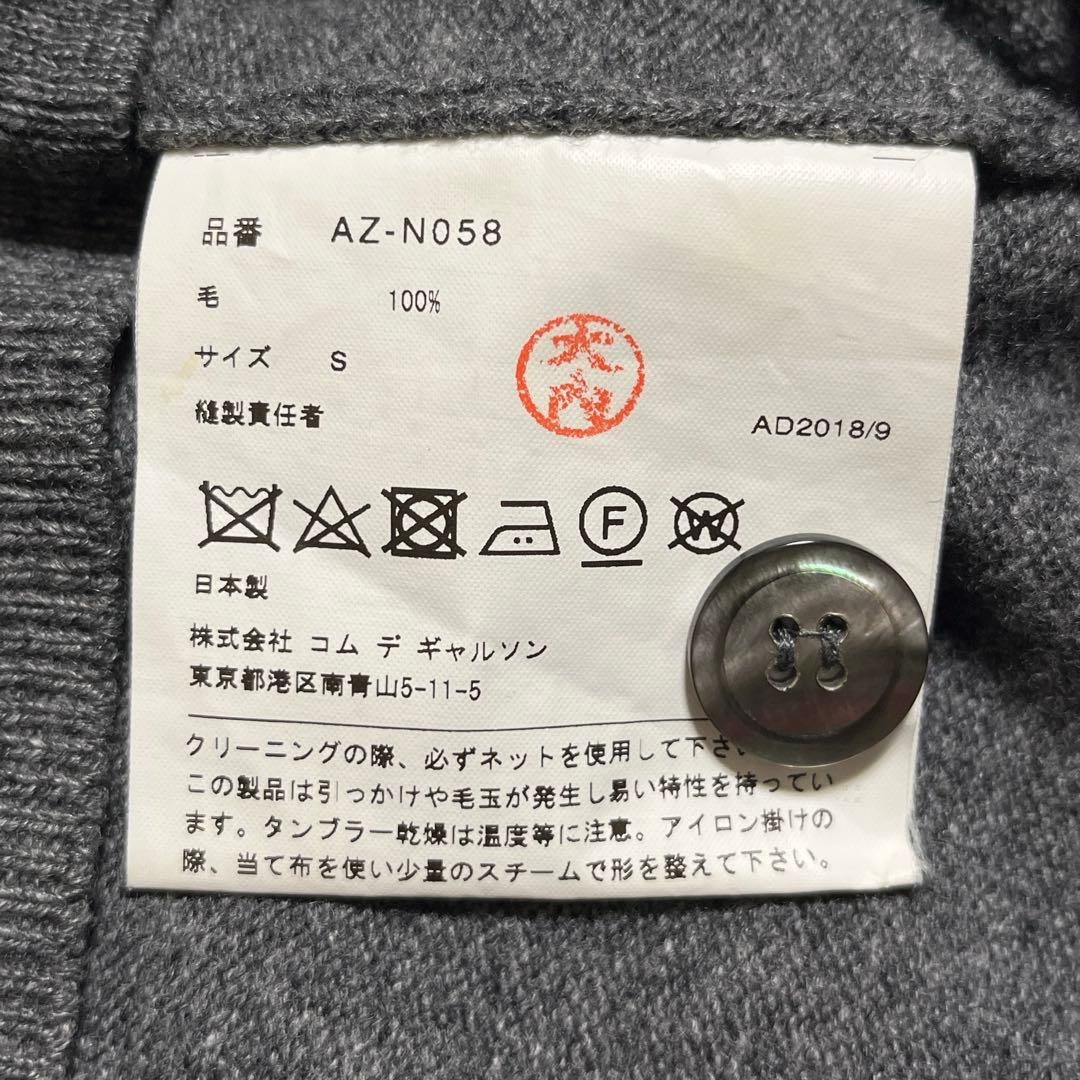 品番 AZ-N058
毛 100%
サイズ S
大内
縫製責任者
AD2018/9
F
W
日本製
株式会社 コム デ ギャルソン
東京都港区南青山5-11-5
クリーニングの際、必ずネットを使用して下さ
この製品は引っかけや毛玉が発生し易い特性を持ってい
ます。タンブラー乾燥は温度等に注意。アイロン掛けの
際、当て布を使い少量のスチームで形を整えて下さい。